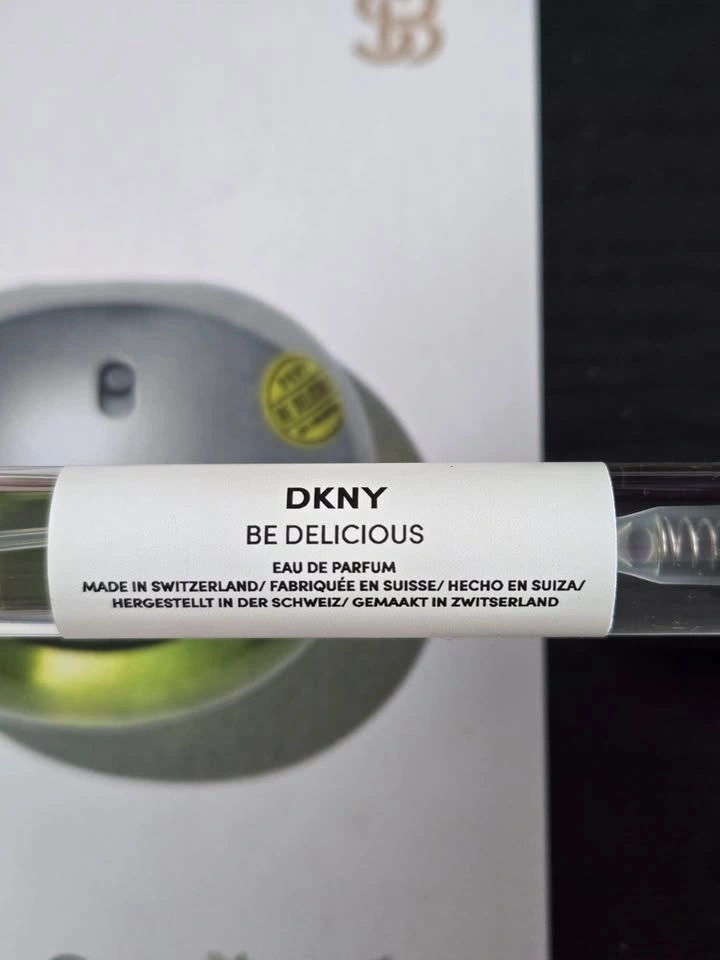 DKNY
BE DELICIOUS
EAU DE PARFUM
MADE IN SWITZERLAND/ FABRIQUÉE EN SUISSE/ HECHO EN SUIZA/
HERGESTELLT IN DER SCHWEIZ/ GEMAAKT IN ZWITSERLAND